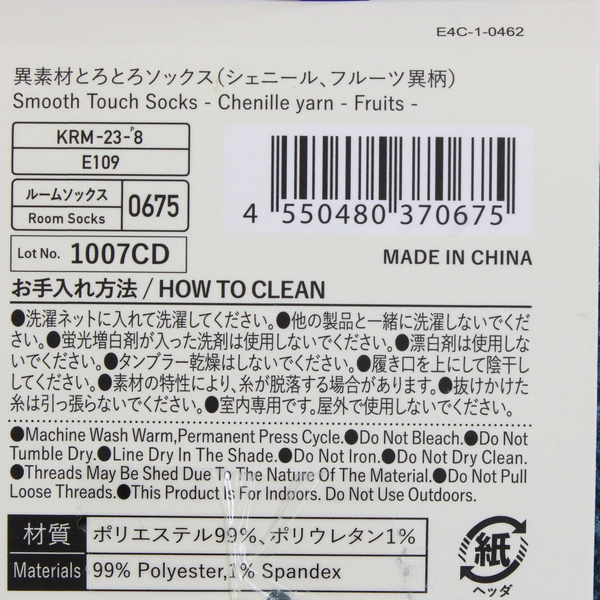 E4C-1-0462
異素材とろとろソックス(シェニール、フルーツ異柄)
Smooth Touch Socks - Chenille yarn - Fruits -
KRM-23-8
E109
ルームソックス
Room Socks
0675
4 550480 370675
Lot No. 1007CD
MADE IN CHINA
お手入れ方法 / HOW TO CLEAN
●洗濯ネットに入れて洗濯してください。●他の製品と一緒に洗濯しないでくだ
さい。●蛍光増白剤が入った洗剤は使用しないでください。●漂白剤は使用しな
いでください。●タンブラー乾燥はしないでください。●履き口を上にして陰干し
してください。●素材の特性により、糸が脱落する場合があります。●抜けかけた
糸は引っ張らないでください。●室内専用です。屋外で使用しないでください。
●Machine Wash Warm,Permanent Press Cycle.●Do Not Bleach.●Do Not
Tumble Dry.●Line Dry In The Shade.●Do Not Iron.●Do Not Dry Clean.
●Threads May Be Shed Due To The Nature Of The Material.●Do Not Pull
Loose Threads.●This Product Is For Indoors. Do Not Use Outdoors.
材質 ポリエステル99%、ポリウレタン1%
Materials 99% Polyester,1% Spandex
紙
ヘッダ